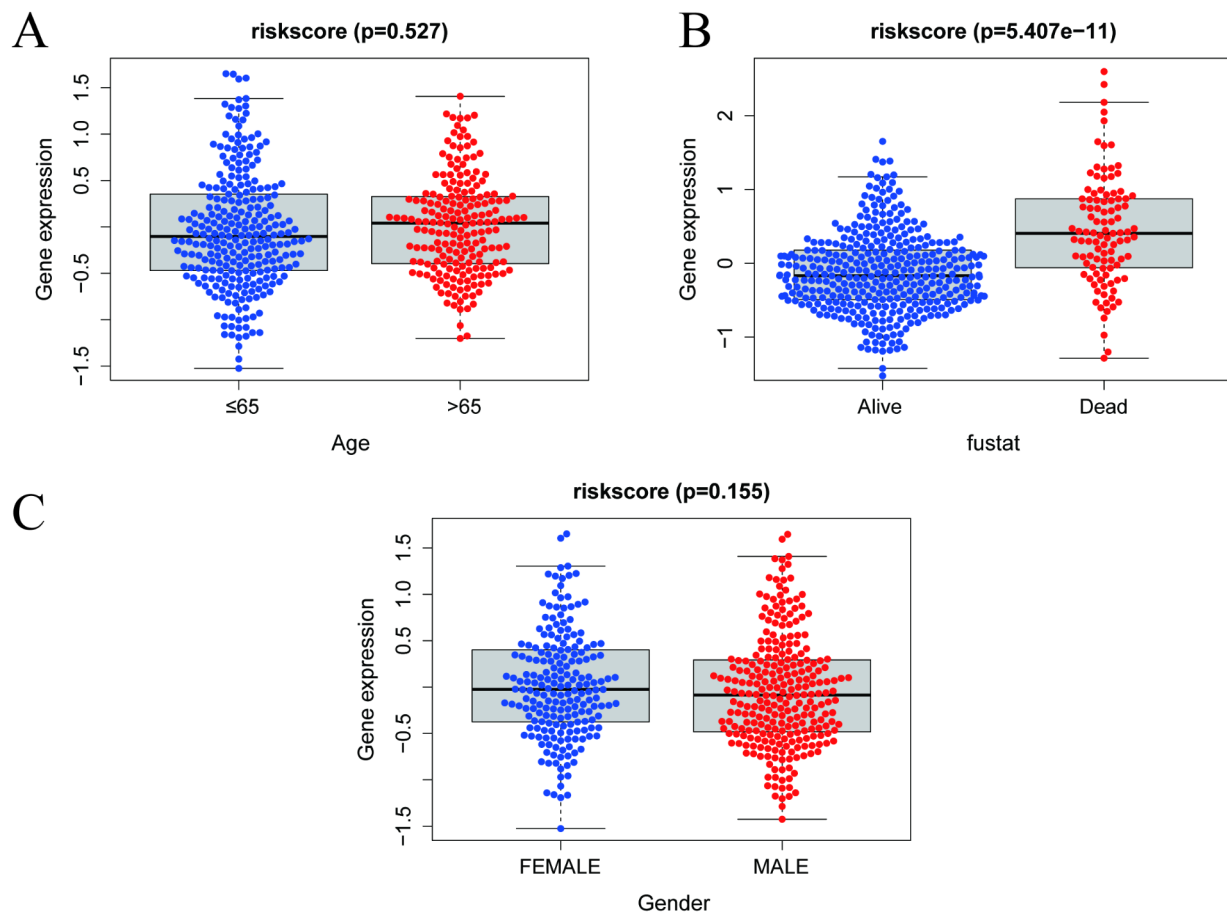 A
riskscore (p=0.527)
Gene expression
1.5
1.0
0.5
−0.5
−1.5
≤65
>65
Age
B
riskscore (p=5.407e−11)
Gene expression
2
1
0
−1
Alive
Dead
fustat
C
riskscore (p=0.155)
Gene expression
1.5
1.0
0.5
−0.5
−1.5
FEMALE
MALE
Gender